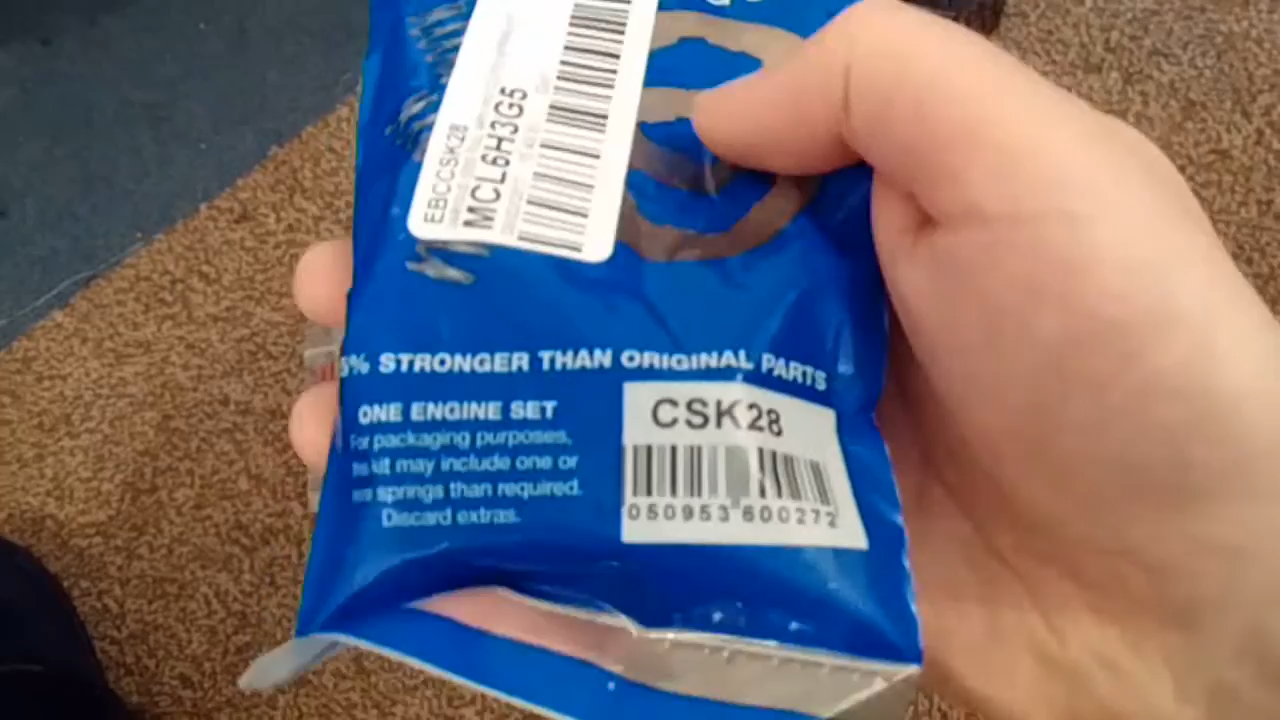 EBCCSK28
MCL6H3G5
5% STRONGER THAN ORIGINAL PARTS
ONE ENGINE SET
For packaging purposes,
kit may include one or
springs than required.
Discard extras.
CSK28
050953 600272